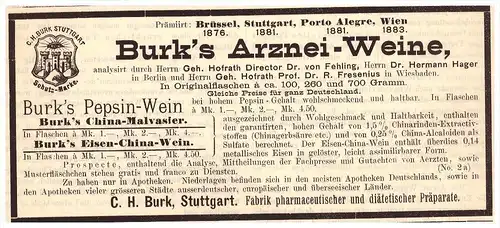 C. H. BURK STUTTGART
Schutz-Marke.
Prämiirt: Brüssel, Stuttgart, Porto Alegre, Wien
1876. 1881. 1881. 1883.
Burk's Arznei-Weine,
analysirt durch Herrn Geh. Hofrath Director Dr. von Fehling, Herrn Dr. Hermann Hager
in Berlin und Herrn Geh. Hofrath Prof. Dr. R. Fresenius in Wiesbaden.
In Originalflaschen à ca. 100, 260 und 700 Gramm.
Gleiche Preise für ganz Deutschland.
Burk's Pepsin-Wein
bei hohem Pepsin-Gehalt wohlschmeckend und haltbar. In Flaschen
à Mk. 1.—, Mk. 2.—, Mk. 4.50.
Burk's China-Malvasier.
In Flaschen à Mk. 1.—, Mk. 2.—, Mk. 4.—
Burk's Eisen-China-Wein.
In Flaschen à Mk. 1.—, Mk. 2.—, Mk. 4.50.
ausgezeichnet durch Wohlgeschmack und Haltbarkeit, enthalten
den garantirten, hohen Gehalt von 1,5% Chinarinden-Extractiv-
stoffen (Chinagerbsäure etc.) und von 0,25% China-Alcaloiden als
Sulfate berechnet. Der Eisen-China-Wein enthält überdies 0,14
metallisches Eisen in gelöster, leicht assimilirbarer Form.
Prospecte, enthaltend die Analyse, Mittheilungen der Fachpresse und Gutachten von Aerzten, sowie
Musterfläschchen stehen gratis und franco zu Diensten. (No. 2a)
Zu haben nur in Apotheken. Niederlagen befinden sich in den meisten Apotheken Deutschlands, sowie in
den Apotheken vieler grösseren Städte ausserdeutscher, europäischer und überseeischer Länder.
C. H. Burk, Stuttgart. Fabrik pharmaceutischer und diätetischer Präparate.